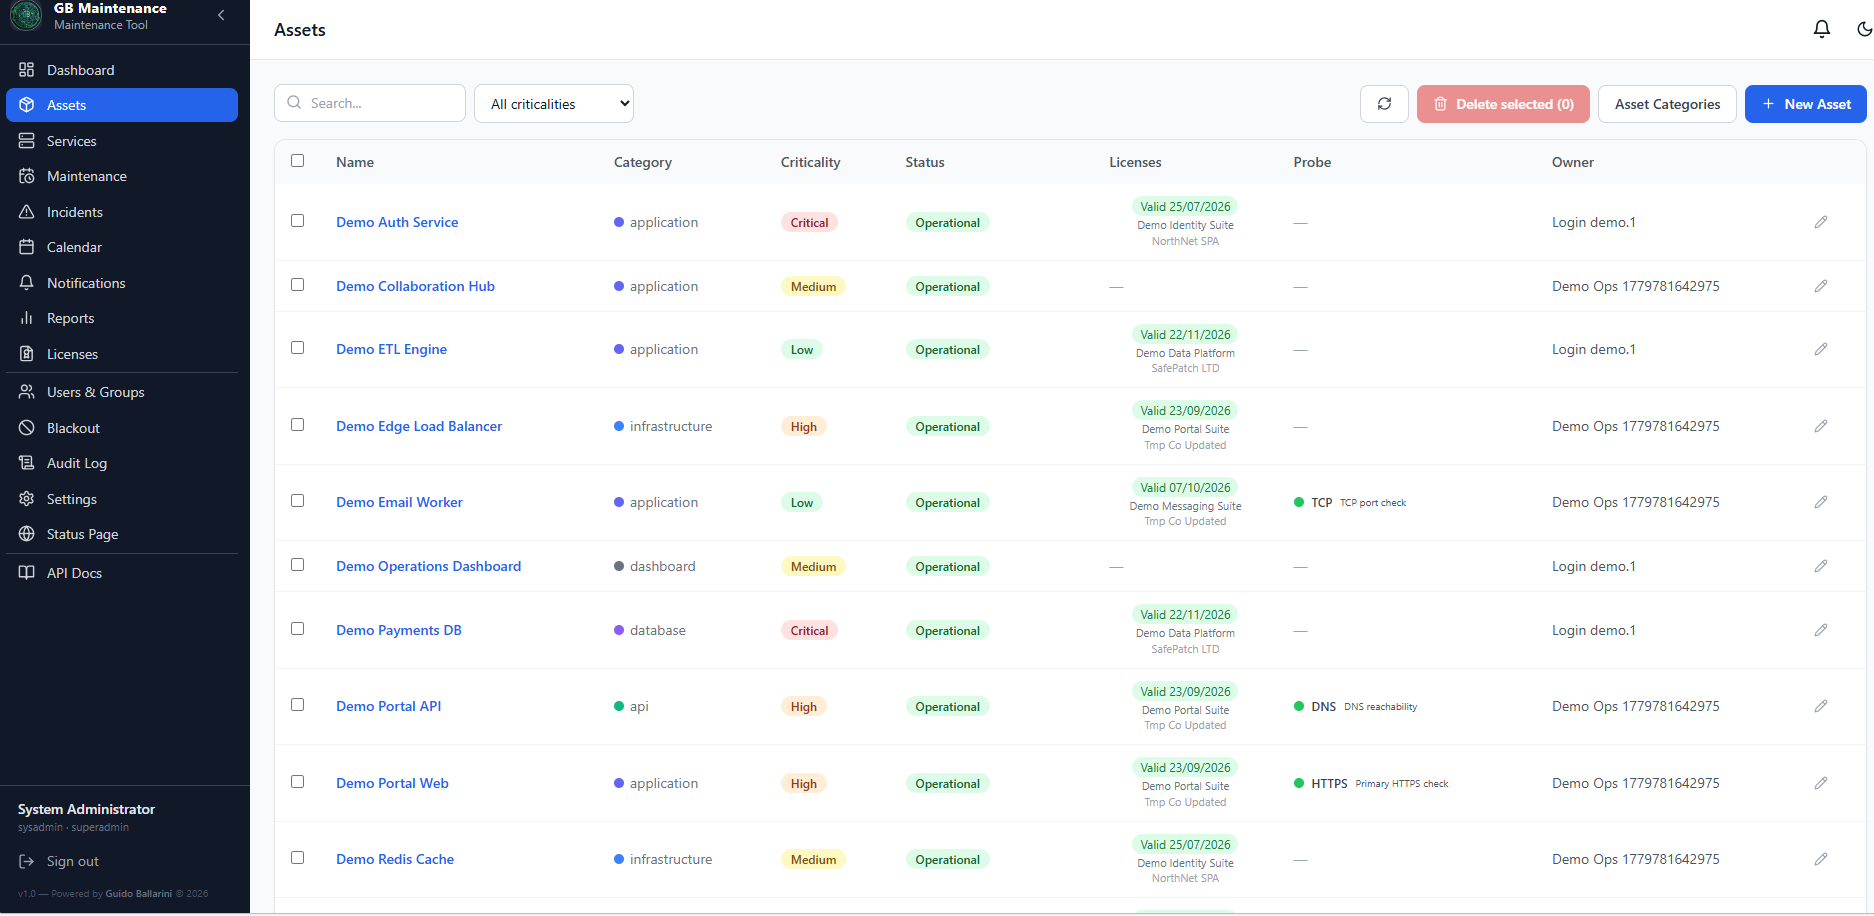 GB Maintenance
Maintenance Tool
Dashboard
Assets
Services
Maintenance
Incidents
Calendar
Notifications
Reports
Licenses
Users & Groups
Blackout
Audit Log
Settings
Status Page
API Docs
System Administrator
sysadmin · superadmin
Sign out
v1.0 — Powered by Guido Ballarini © 2026
Assets
Search...
All criticalities
Delete selected (0)
Asset Categories
+ New Asset
Name Category Criticality Status Licenses Probe Owner
Demo Auth Service application Critical Operational Valid 25/07/2026 — Login demo.1
Demo Identity Suite
NorthNet SPA
Demo Collaboration Hub application Medium Operational — — Demo Ops 1779781642975
Demo ETL Engine application Low Operational Valid 22/11/2026 — Login demo.1
Demo Data Platform
SafePatch LTD
Demo Edge Load Balancer infrastructure High Operational Valid 23/09/2026 — Demo Ops 1779781642975
Demo Portal Suite
Tmp Co Updated
Demo Email Worker application Low Operational Valid 07/10/2026 TCP TCP port check Demo Ops 1779781642975
Demo Messaging Suite
Tmp Co Updated
Demo Operations Dashboard dashboard Medium Operational — — Login demo.1
Demo Payments DB database Critical Operational Valid 22/11/2026 — Login demo.1
Demo Data Platform
SafePatch LTD
Demo Portal API api High Operational Valid 23/09/2026 DNS DNS reachability Demo Ops 1779781642975
Demo Portal Suite
Tmp Co Updated
Demo Portal Web application High Operational Valid 23/09/2026 HTTPS Primary HTTPS check Demo Ops 1779781642975
Demo Portal Suite
Tmp Co Updated
Demo Redis Cache infrastructure Medium Operational Valid 25/07/2026 — Demo Ops 1779781642975
Demo Identity Suite
NorthNet SPA